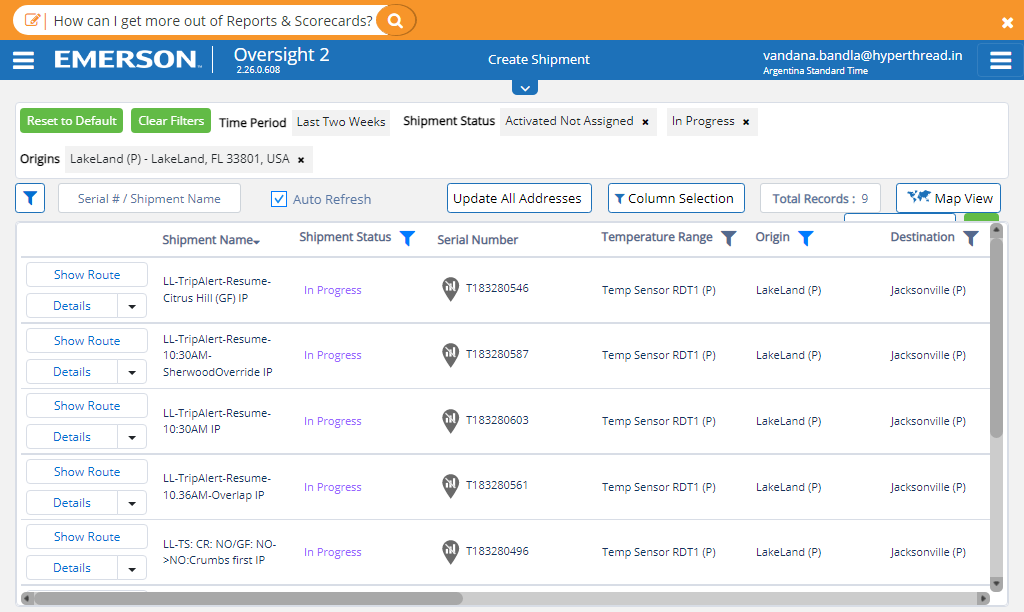 How can I get more out of Reports & Scorecards?
EMERSON
Oversight 2
2.26.0.608
Create Shipment
vandana.bandla@hyperthread.in
Argentina Standard Time
Reset to Default Clear Filters Time Period Last Two Weeks Shipment Status Activated Not Assigned × In Progress ×
Origins LakeLand (P) - LakeLand, FL 33801, USA ×
Serial # / Shipment Name Auto Refresh Update All Addresses Column Selection Total Records : 9 Map View
Shipment Name Shipment Status Serial Number Temperature Range Origin Destination
Show Route
Details
LL-TripAlert-Resume-
Citrus Hill (GF) IP
In Progress T183280546 Temp Sensor RDT1 (P) LakeLand (P) Jacksonville (P)
Show Route
Details
LL-TripAlert-Resume-
10:30AM-
SherwoodOverride IP
In Progress T183280587 Temp Sensor RDT1 (P) LakeLand (P) Jacksonville (P)
Show Route
Details
LL-TripAlert-Resume-
10:30AM IP
In Progress T183280603 Temp Sensor RDT1 (P) LakeLand (P) Jacksonville (P)
Show Route
Details
LL-TripAlert-Resume-
10.36AM-Overlap IP
In Progress T183280561 Temp Sensor RDT1 (P) LakeLand (P) Jacksonville (P)
Show Route
Details
LL-TS: CR: NO/GF: NO-
>NO:Crumbs first IP
In Progress T183280496 Temp Sensor RDT1 (P) LakeLand (P) Jacksonville (P)